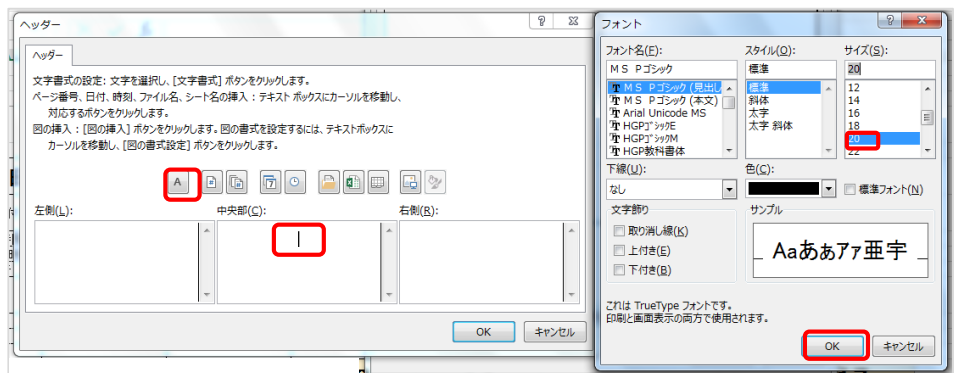 ヘッダー
ヘッダー
文字書式の設定: 文字を選択し、[文字書式] ボタンをクリックします。
ページ番号、日付、時刻、ファイル名、シート名の挿入 : テキスト ボックスにカーソルを移動し、
対応するボタンをクリックします。
図の挿入 : [図の挿入] ボタンをクリックします。図の書式を設定するには、テキストボックスに
カーソルを移動し、[図の書式設定] ボタンをクリックします。
A
7
左側(L):
中央部(C):
右側(R):
OK
キャンセル
フォント
フォント名(F):
スタイル(O):
サイズ(S):
ＭＳ Ｐゴシック
標準
20
ＭＳ Ｐゴシック (見出し
ＭＳ Ｐゴシック (本文)
Arial Unicode MS
HGPｺﾞｼｯｸE
HGPｺﾞｼｯｸM
HGP教科書体
標準
斜体
太字
太字 斜体
12
14
16
18
20
22
下線(U):
色(C):
なし
標準フォント(N)
文字飾り
サンプル
取り消し線(K)
上付き(E)
下付き(B)
Aaあぁアァ亜宇
これは TrueType フォントです。
印刷と画面表示の両方で使用されます。
OK
キャンセル